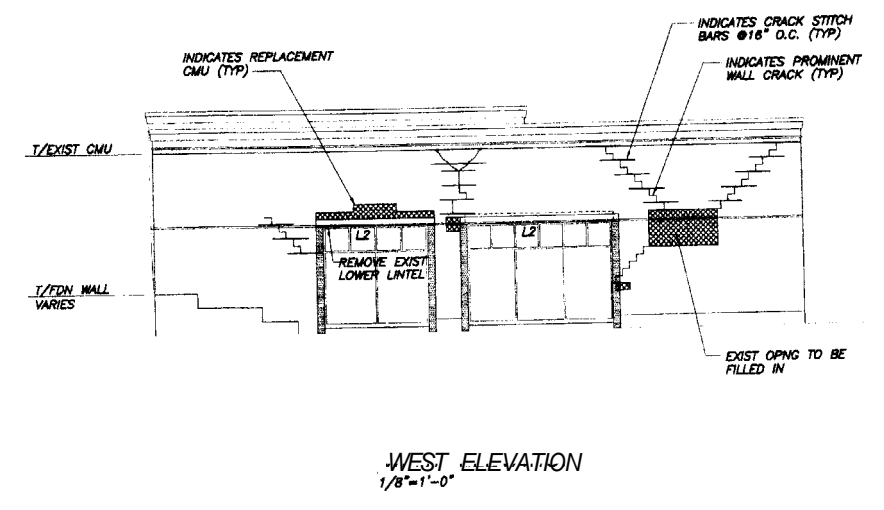 INDICATES CRACK STITCH
BARS @16" O.C. (TYP)
INDICATES REPLACEMENT
CMU (TYP)
INDICATES PROMINENT
WALL CRACK (TYP)
T/EXIST CMU
L2
L2
REMOVE EXIST
LOWER LINTEL
T/FDN WALL
VARIES
EXIST OPNG TO BE
FILLED IN
WEST ELEVATION
1/8"=1'-0"